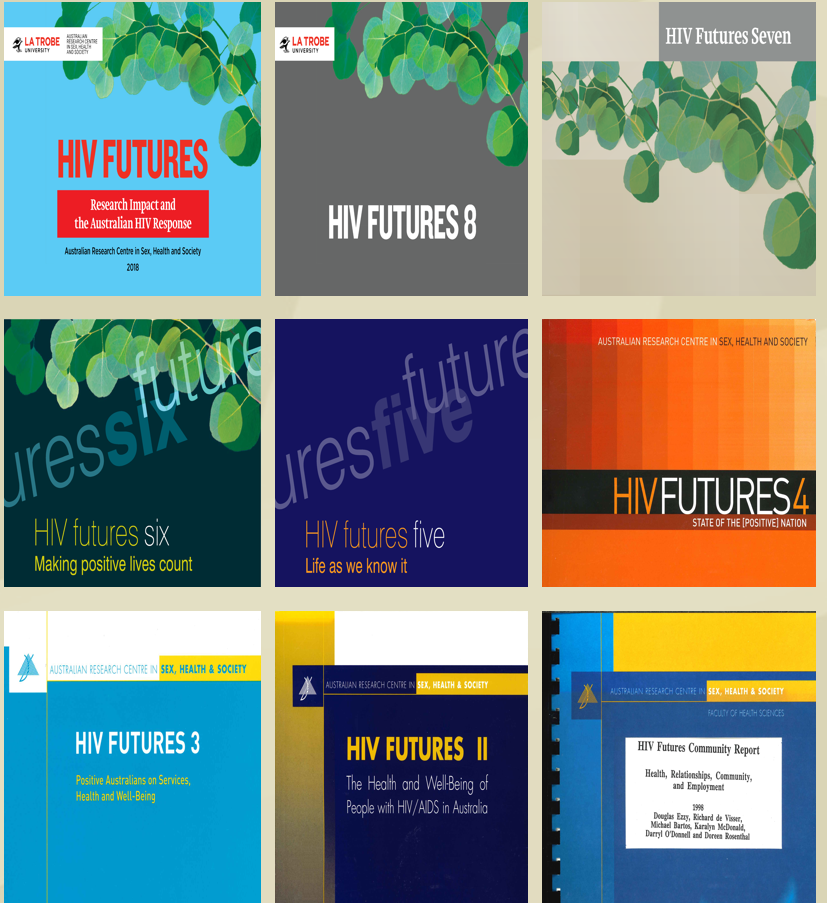 LA TROBE
UNIVERSITY
AUSTRALIAN
RESEARCH CENTRE
IN SEX, HEALTH
AND SOCIETY
HIV FUTURES
Research Impact and
the Australian HIV Response
Australian Research Centre in Sex, Health and Society
2018
LA TROBE
UNIVERSITY
HIV FUTURES 8
HIV Futures Seven
future
uressix
HIV futures six
Making positive lives count
future
uresfive
HIV futures five
Life as we know it
AUSTRALIAN RESEARCH CENTRE IN SEX, HEALTH AND SOCIETY
HIVFUTURES4
STATE OF THE [POSITIVE] NATION
AUSTRALIAN RESEARCH CENTRE IN SEX, HEALTH & SOCIETY
HIV FUTURES 3
Positive Australians on Services,
Health and Well-Being
AUSTRALIAN RESEARCH CENTRE IN SEX, HEALTH & SOCIETY
HIV FUTURES II
The Health and Well-Being of
People with HIV/AIDS in Australia
AUSTRALIAN RESEARCH CENTRE IN SEX, HEALTH & SOCIETY
FACULTY OF HEALTH SCIENCES
HIV Futures Community Report
Health, Relationships, Community,
and Employment
1998
Douglas Ezzy, Richard de Visser,
Michael Bartos, Karalyn McDonald,
Darryl O'Donnell and Doreen Rosenthal